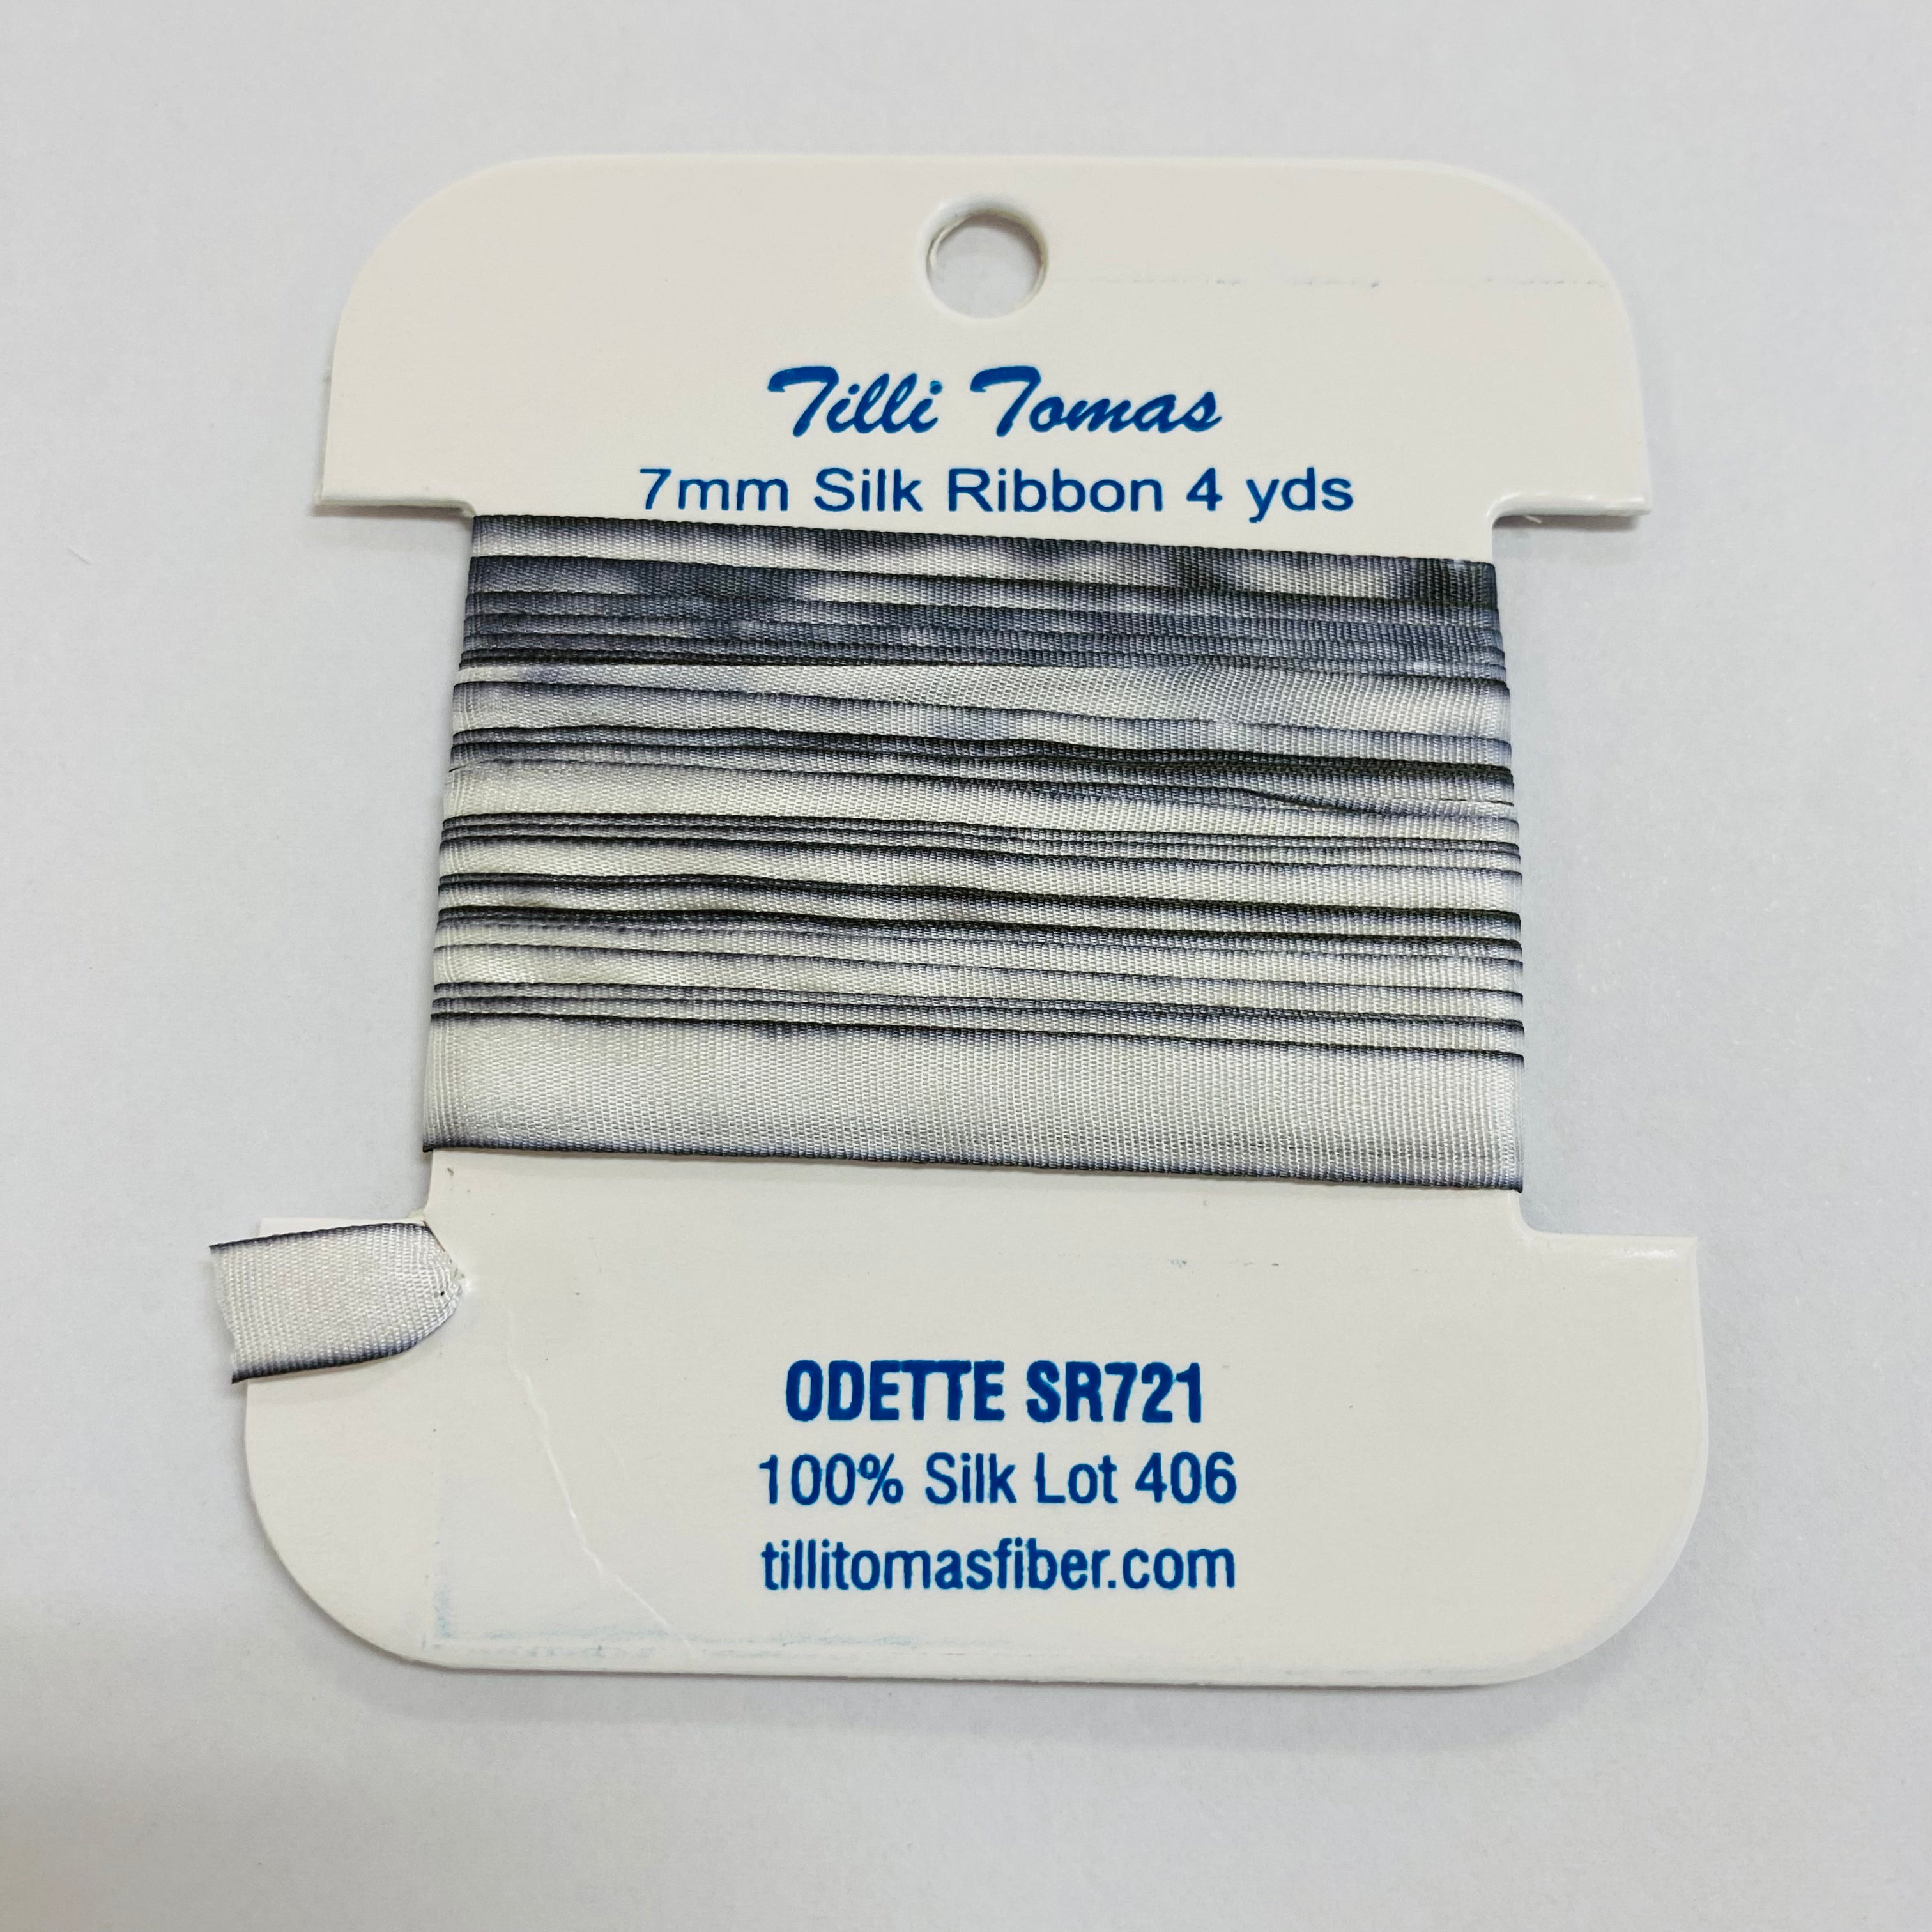 Tilli Tomas
7mm Silk Ribbon 4 yds
ODETTE SR721
100% Silk Lot 406
tillitomasfiber.com